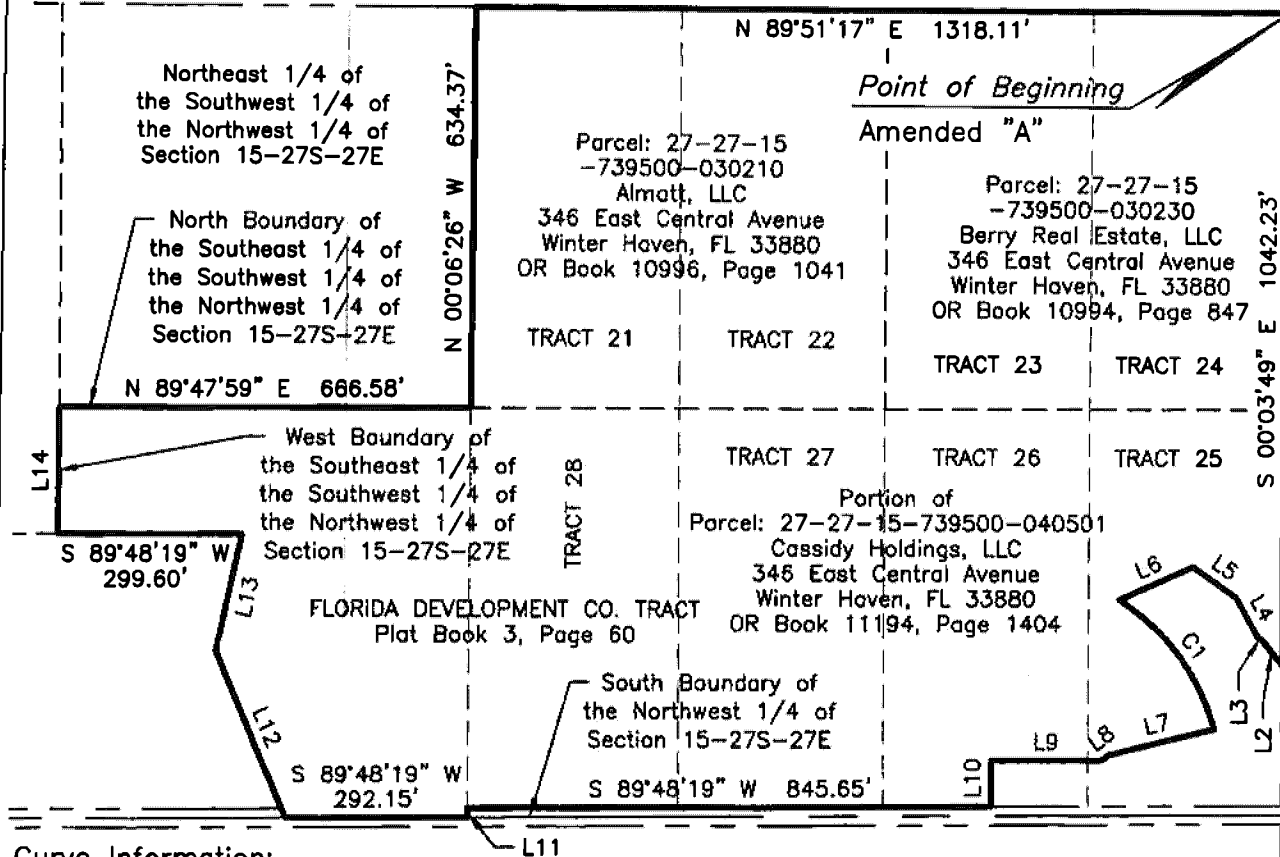 N 89°51'17" E 1318.11'
Point of Beginning
Amended "A"
Northeast 1/4 of
the Southwest 1/4 of
the Northwest 1/4 of
Section 15-27S-27E
N 00°06'26" W 634.37'
Parcel: 27-27-15
-739500-030210
Almatt, LLC
346 East Central Avenue
Winter Haven, FL 33880
OR Book 10996, Page 1041
Parcel: 27-27-15
-739500-030230
Berry Real Estate, LLC
346 East Central Avenue
Winter Haven, FL 33880
OR Book 10994, Page 847
S 00°03'49" E 1042.23'
North Boundary of
the Southeast 1/4 of
the Southwest 1/4 of
the Northwest 1/4 of
Section 15-27S-27E
TRACT 21
TRACT 22
TRACT 23
TRACT 24
N 89°47'59" E 666.58'
L14
West Boundary of
the Southeast 1/4 of
the Southwest 1/4 of
the Northwest 1/4 of
Section 15-27S-27E
TRACT 28
TRACT 27
TRACT 26
TRACT 25
Portion of
Parcel: 27-27-15-739500-040501
Cassidy Holdings, LLC
346 East Central Avenue
Winter Haven, FL 33880
OR Book 11194, Page 1404
S 89°48'19" W
299.60'
L13
FLORIDA DEVELOPMENT CO. TRACT
Plat Book 3, Page 60
L6
L5
L4
C1
L3
L2
South Boundary of
the Northwest 1/4 of
Section 15-27S-27E
L12
S 89°48'19" W
292.15'
S 89°48'19" W 845.65'
L10
L9
L8
L7
L11
Curve Information: